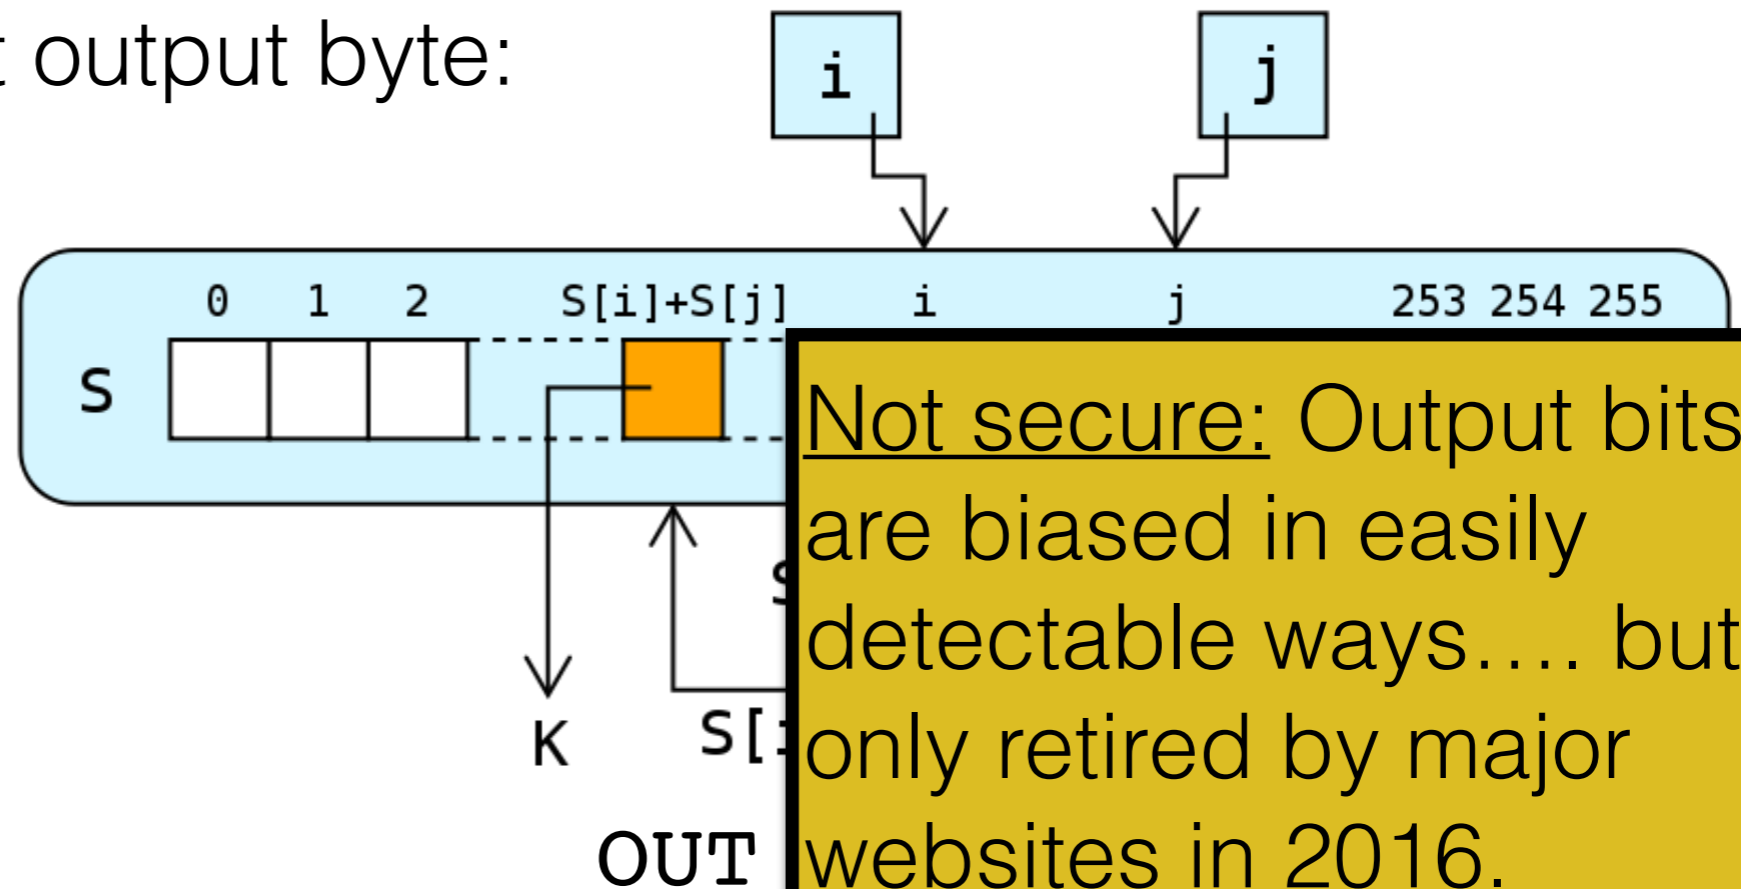 output byte:
i j
0 1 2 S[i]+S[j] i j 253 254 255
S
Not secure: Output bits
are biased in easily
detectable ways.... but
only retired by major
websites in 2016.
K
OUT